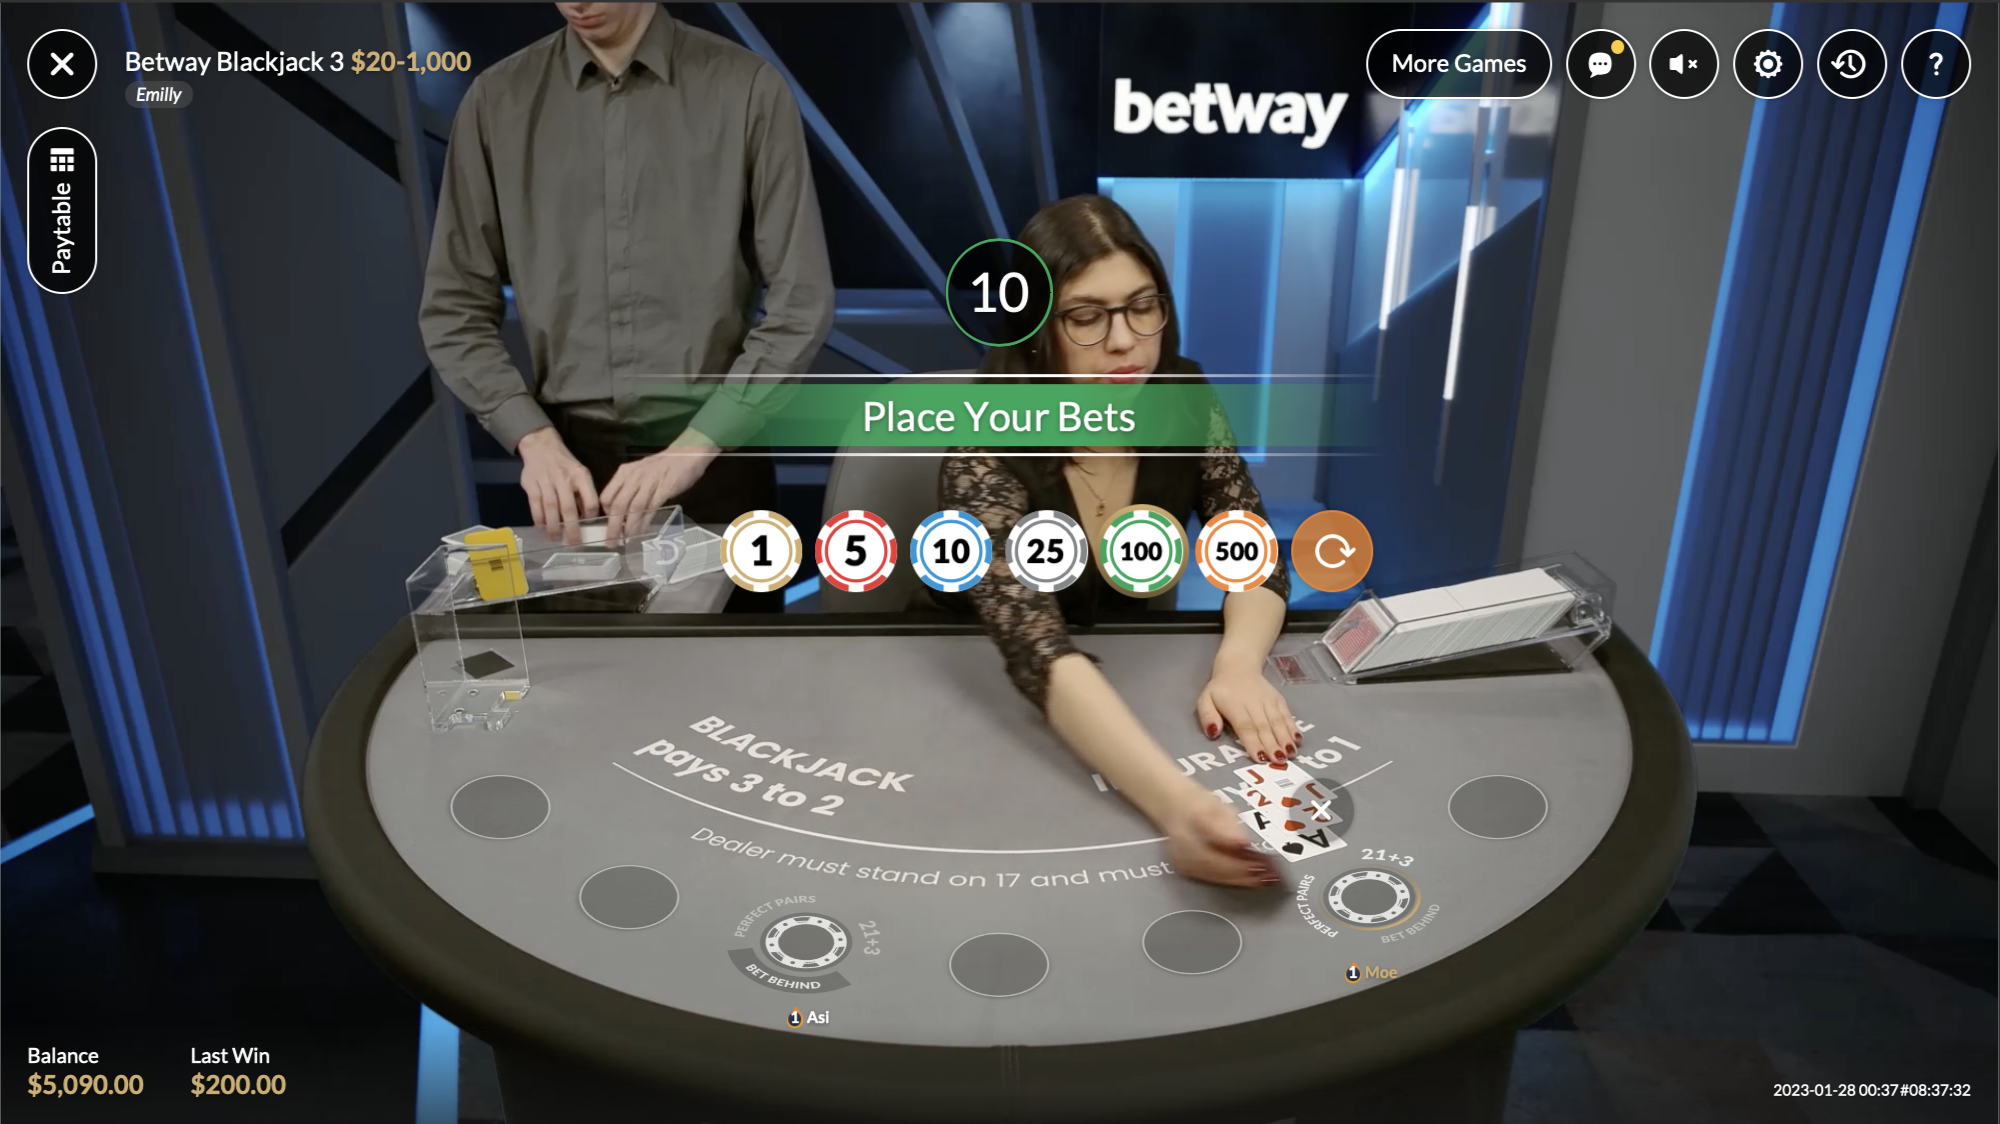 Betway Blackjack 3 $20-1,000
Emilly
More Games
?
Paytable
betway
10
Place Your Bets
1
5
10
25
100
500
BLACKJACK
pays 3 to 2
to 1
Dealer must stand on 17 and must
J
J
2
A
PERFECT PAIRS
21+3
BET BEHIND
21+3
PERFECT PAIRS
BET BEHIND
1 Asi
1 Moe
Balance
$5,090.00
Last Win
$200.00
2023-01-28 00:37#08:37:32